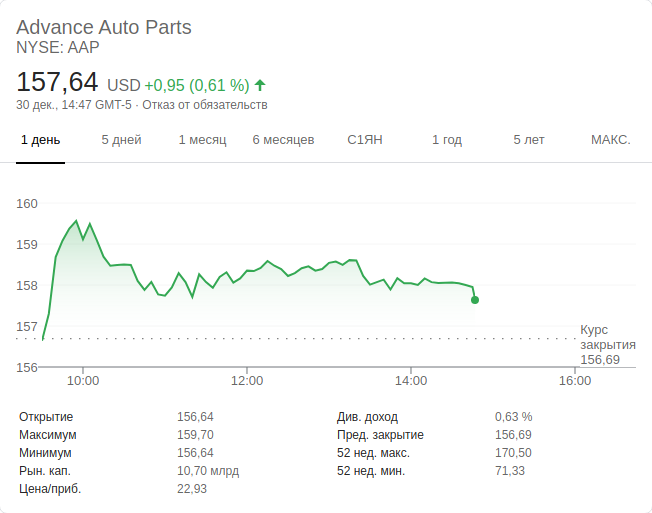 Advance Auto Parts
NYSE: AAP
157,64 USD +0,95 (0,61 %)
30 дек., 14:47 GMT-5 · Отказ от обязательств
1 день 5 дней 1 месяц 6 месяцев С1ЯН 1 год 5 лет МАКС.
160
159
158
157
Курс
закрытия
156,69
156
10:00 12:00 14:00 16:00
Открытие 156,64 Див. доход 0,63 %
Максимум 159,70 Пред. закрытие 156,69
Минимум 156,64 52 нед. макс. 170,50
Рын. кап. 10,70 млрд 52 нед. мин. 71,33
Цена/приб. 22,93